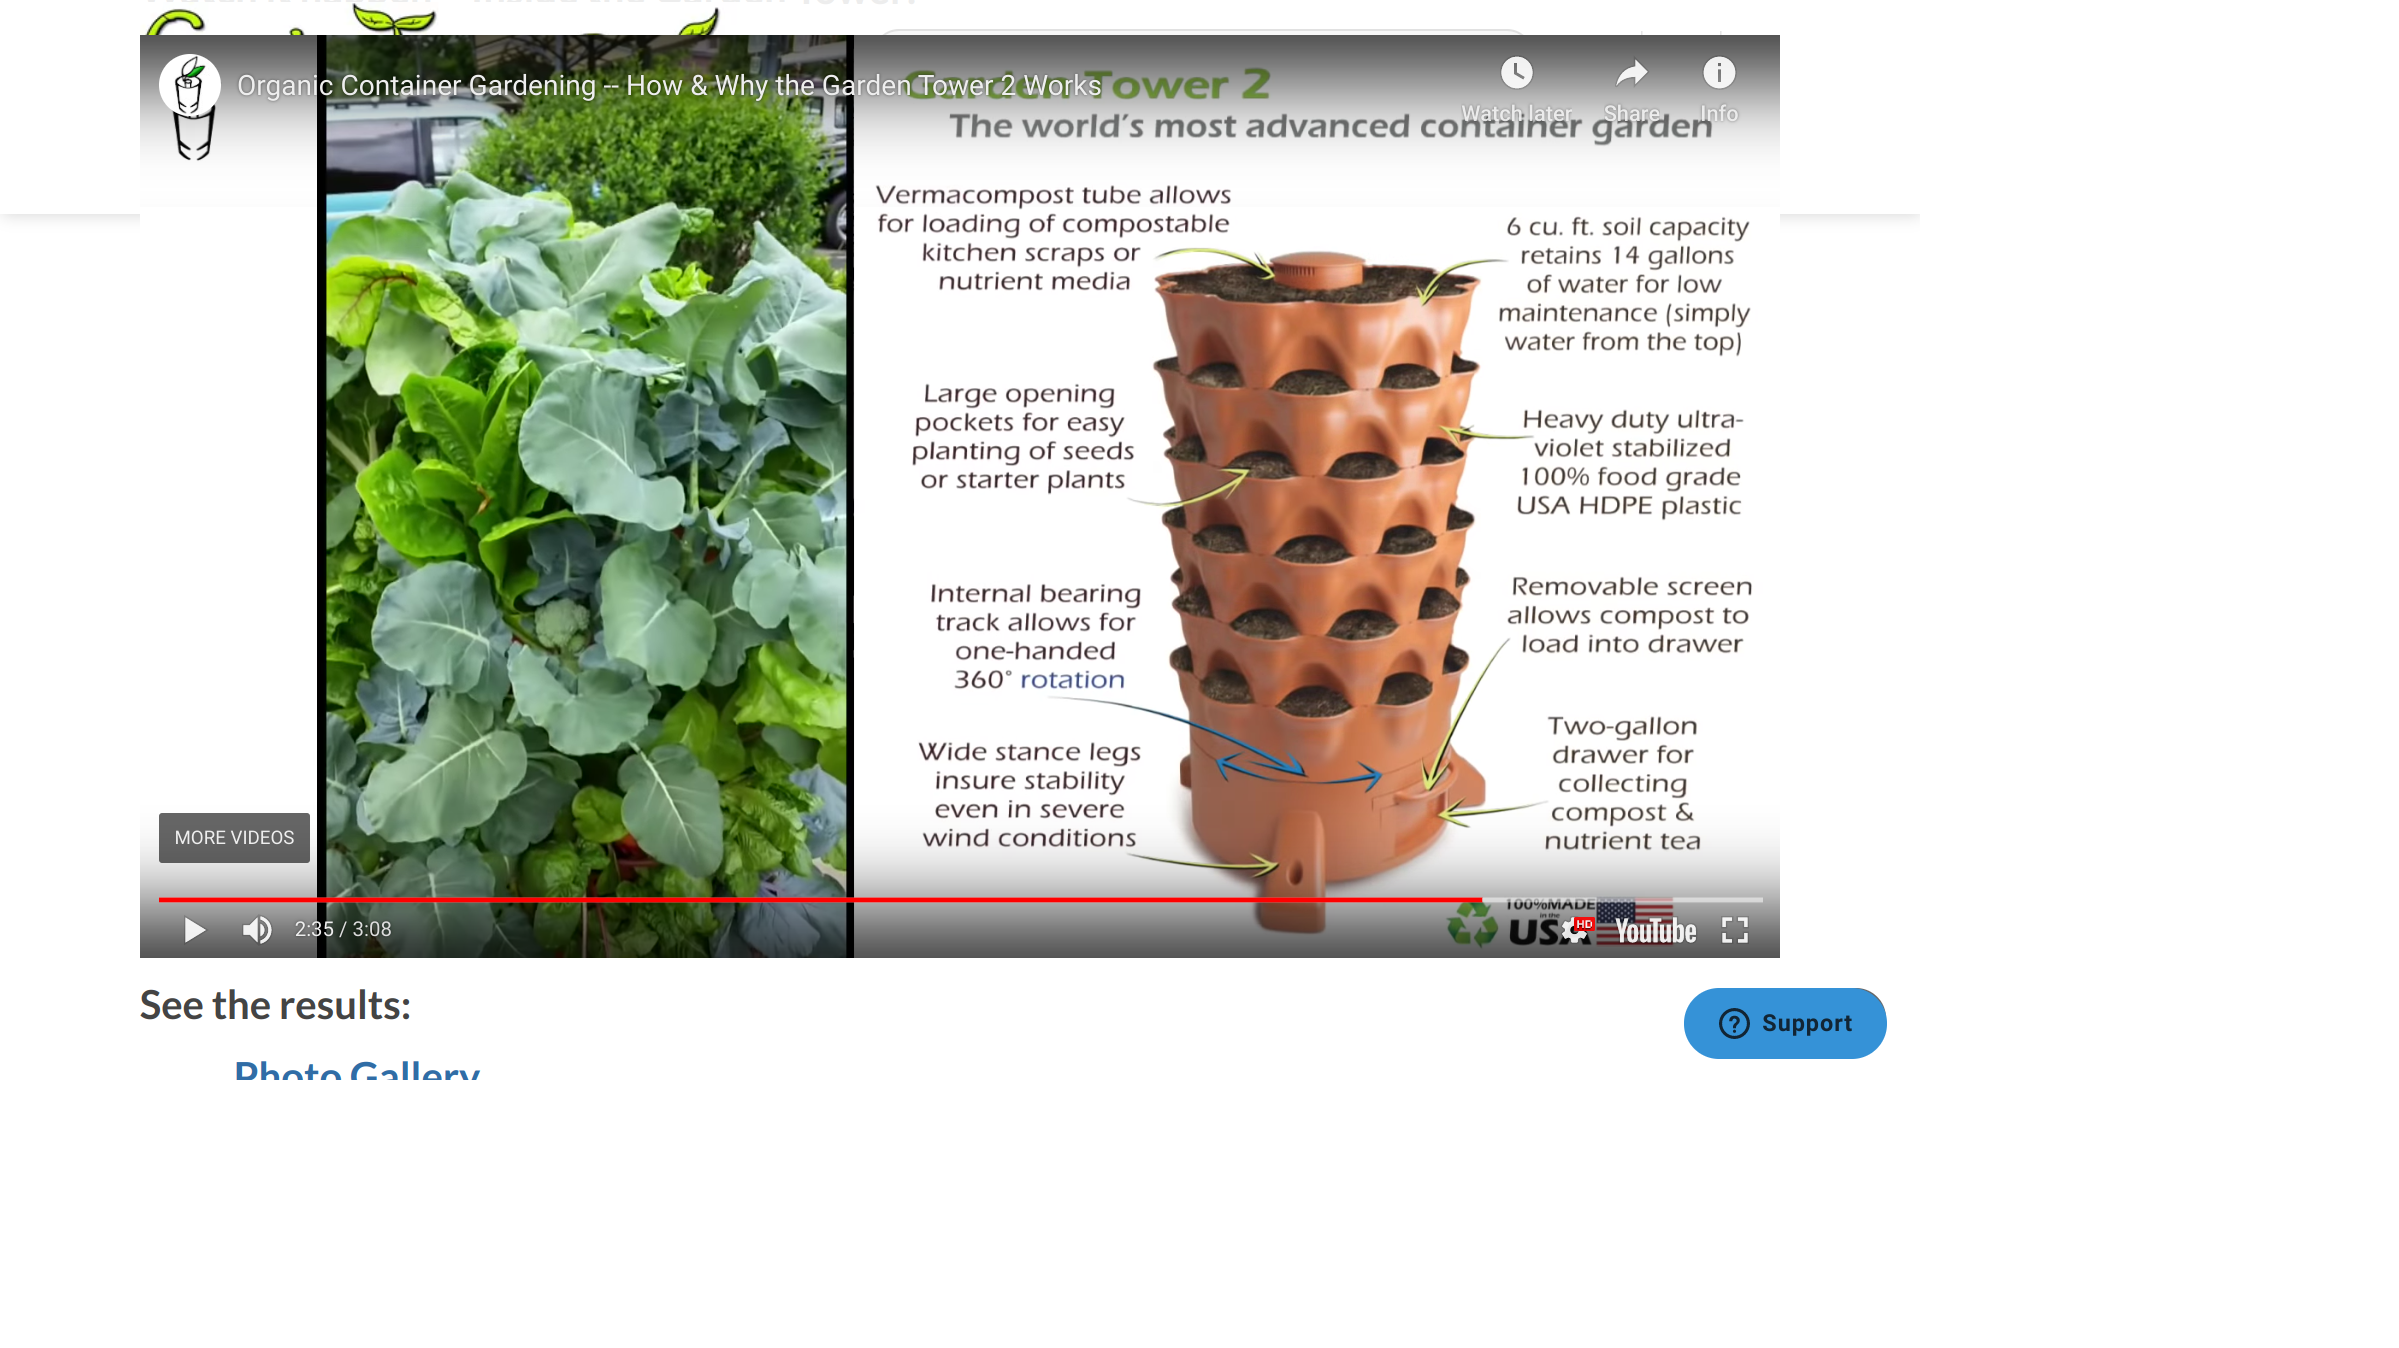 Organic Container Gardening -- How & Why the Garden Tower 2 Works
Garden Tower 2
The world's most advanced container garden
Watch later
Share
Info
Vermacompost tube allows
for loading of compostable
kitchen scraps or
nutrient media
6 cu. ft. soil capacity
retains 14 gallons
of water for low
maintenance (simply
water from the top)
Large opening
pockets for easy
planting of seeds
or starter plants
Heavy duty ultra-
violet stabilized
100% food grade
USA HDPE plastic
Internal bearing
track allows for
one-handed
360° rotation
Removable screen
allows compost to
load into drawer
Wide stance legs
insure stability
even in severe
wind conditions
Two-gallon
drawer for
collecting
compost &
nutrient tea
MORE VIDEOS
100% MADE
in the
USA
2:35 / 3:08
HD
YouTube
See the results:
Support
Photo Gallery